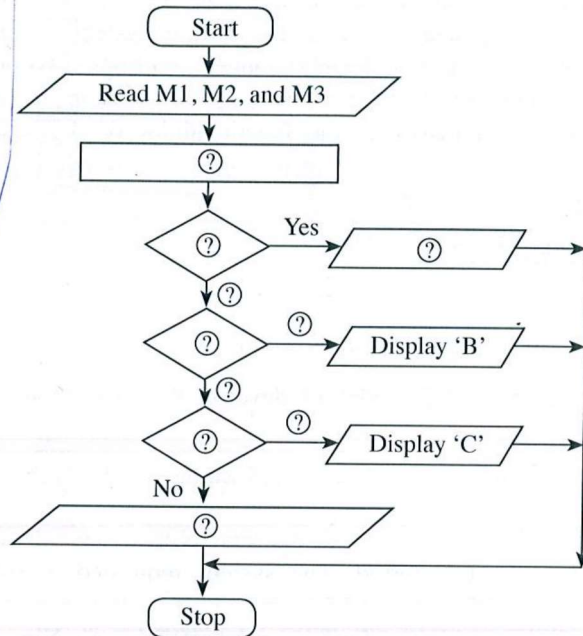 Start
Read M1, M2, and M3
?
Yes
?
?
?
?
?
Display ‘B’
?
?
?
Display ‘C’
No
?
Stop